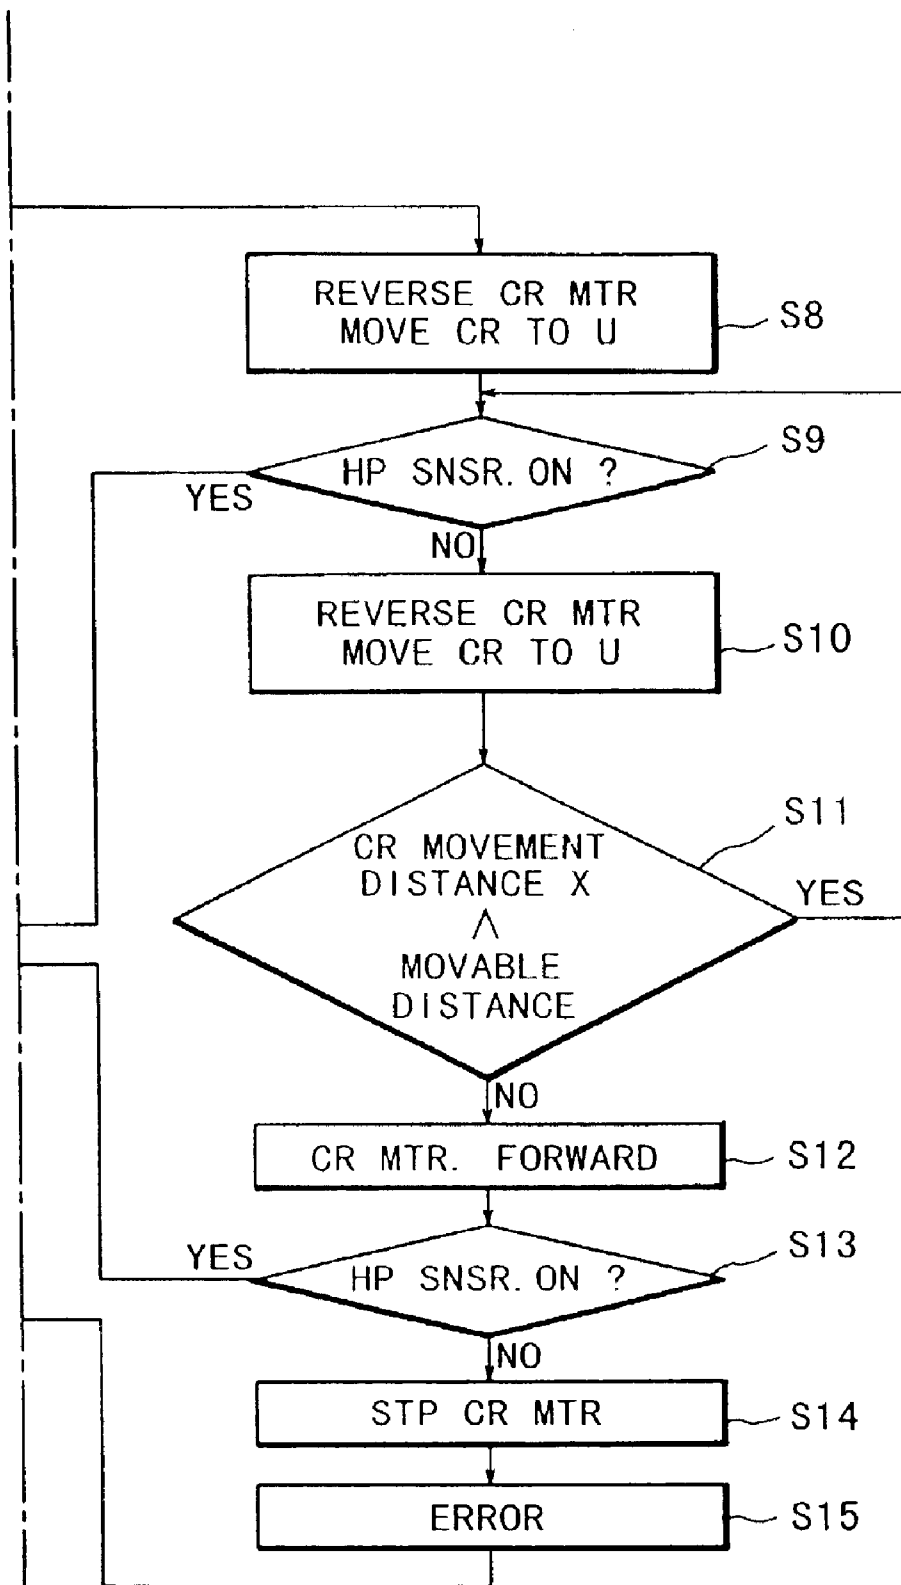 REVERSE CR MTR
MOVE CR TO U
S8
HP SNSR. ON ?
S9
YES
NO
REVERSE CR MTR
MOVE CR TO U
S10
CR MOVEMENT
DISTANCE X
∧
MOVABLE
DISTANCE
S11
YES
NO
CR MTR. FORWARD
S12
HP SNSR. ON ?
S13
YES
NO
STP CR MTR
S14
ERROR
S15